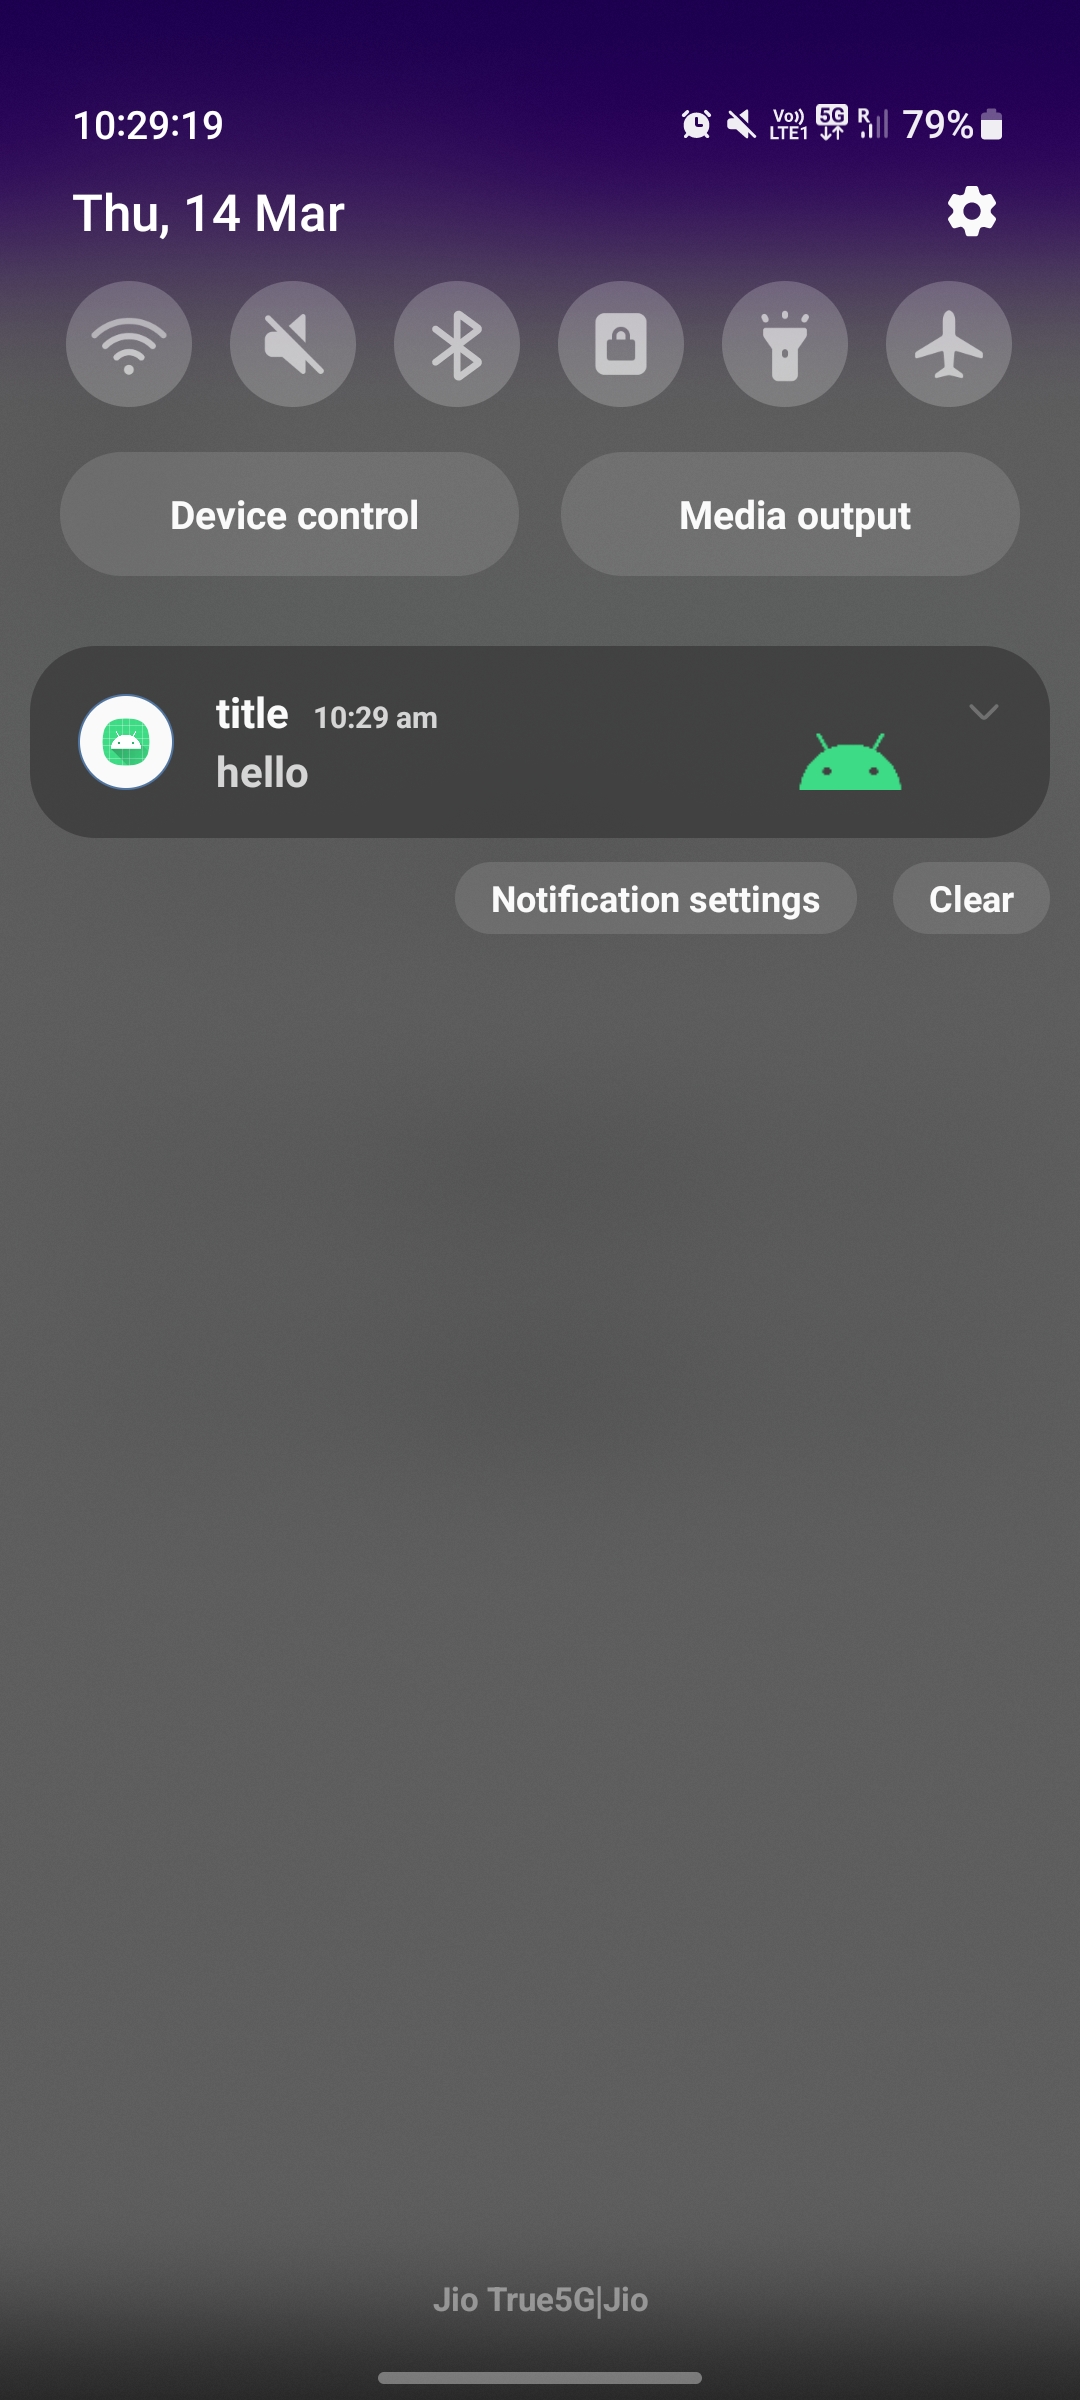 10:29:19
Vo)) LTE1 5G R 79%
Thu, 14 Mar
Device control
Media output
title 10:29 am
hello
Notification settings
Clear
Jio True5G|Jio